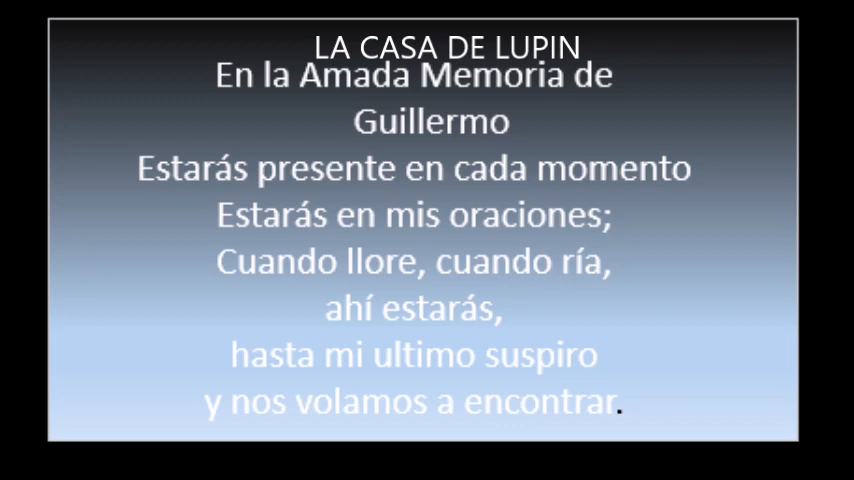 LA CASA DE LUPIN
En la Amada Memoria de
Guillermo
Estarás presente en cada momento
Estarás en mis oraciones;
Cuando llore, cuando ría,
ahí estarás,
hasta mi ultimo suspiro
y nos volamos a encontrar.